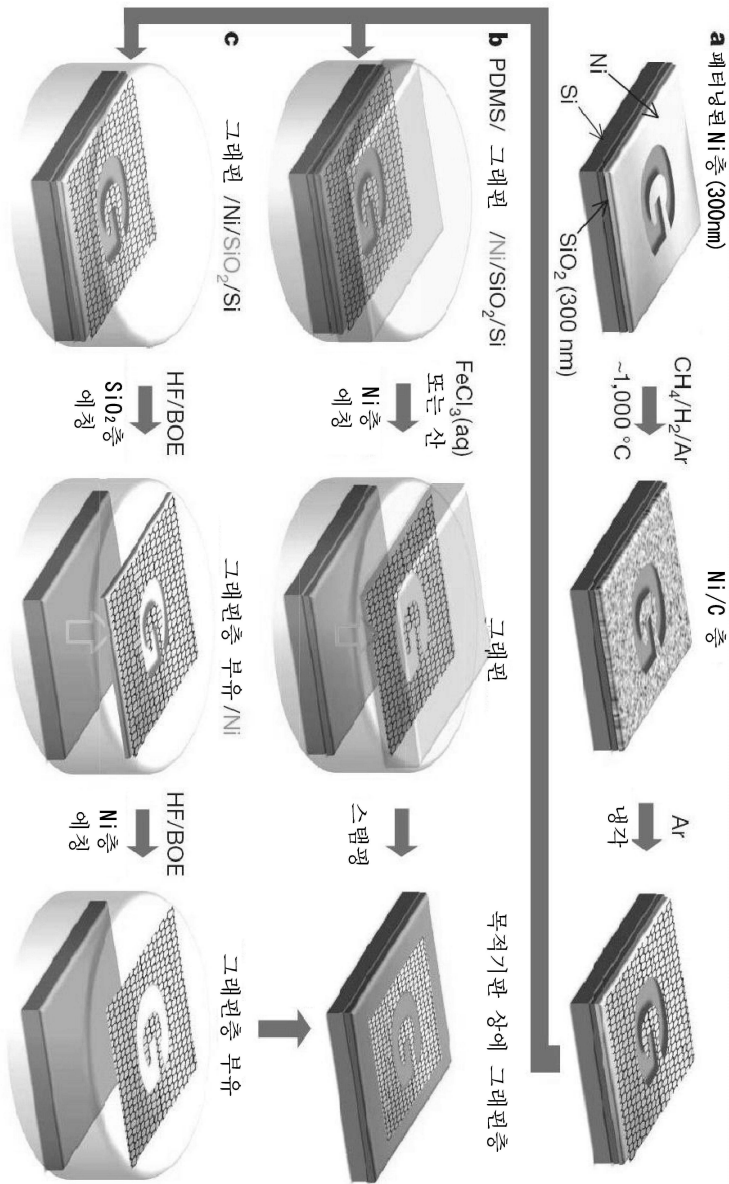 a 패터닝된 Ni 층 (300nm)
Ni
Si
SiO₂ (300 nm)
CH₄/H₂/Ar
~1,000 °C
Ni/C 층
Ar
냉각
b PDMS/ 그래핀 /Ni/SiO₂/Si
FeCl₃(aq)
또는 산
Ni층
에칭
그래핀
스탬핑
목적기판 상에 그래핀층
c 그래핀 /Ni/SiO₂/Si
HF/BOE
SiO₂층
에칭
그래핀층 부유 /Ni
HF/BOE
Ni층
에칭
그래핀층 부유